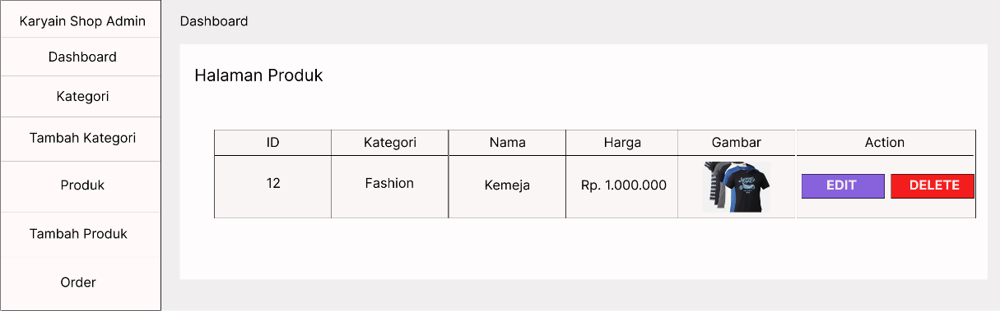 Karyain Shop Admin
Dashboard
Kategori
Tambah Kategori
Produk
Tambah Produk
Order
Dashboard
Halaman Produk
ID Kategori Nama Harga Gambar Action
12 Fashion Kemeja Rp. 1.000.000 EDIT DELETE